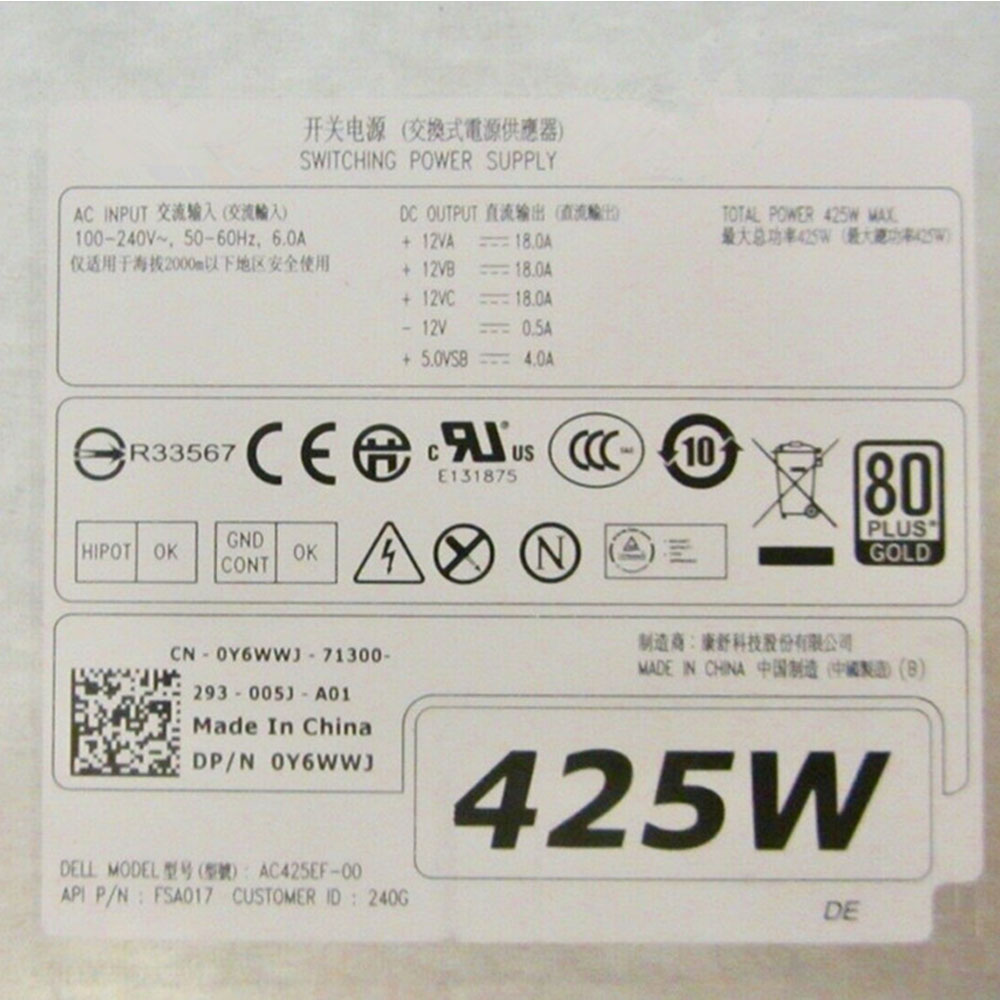 开关电源 (交換式電源供應器)
SWITCHING POWER SUPPLY
AC INPUT 交流输入 (交流輸入)
100-240V~, 50-60Hz, 6.0A
仅适用于海拔2000m以下地区安全使用
DC OUTPUT 直流输出 (直流輸出)
+ 12VA 18.0A
+ 12VB 18.0A
+ 12VC 18.0A
- 12V 0.5A
+ 5.0VSB 4.0A
TOTAL POWER 425W MAX.
最大总功率425W (最大總功率425W)
R33567
CE
c RU US
E131875
CCC
10
80
PLUS
GOLD
HIPOT OK
GND CONT OK
N
CN - 0Y6WWJ - 71300-
293 - 005J - A01
Made In China
DP/N 0Y6WWJ
制造商：康舒科技股份有限公司
MADE IN CHINA 中国制造 (中國製造) (B)
425W
DELL MODEL 型号 (型號) : AC425EF-00
API P/N : FSA017 CUSTOMER ID : 240G
DE